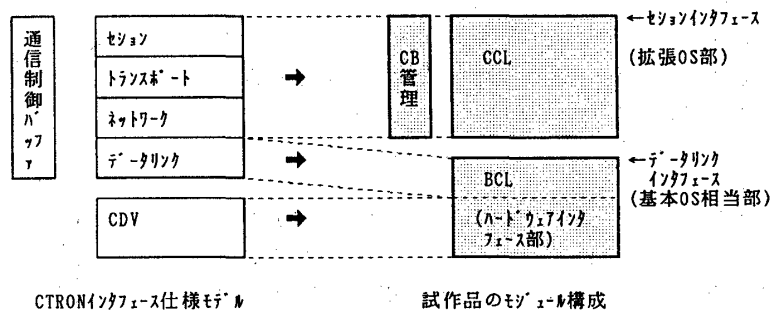 通信制御バッファ
セション
トランスポート
ネットワーク
データリンク
CDV
➡
➡
➡
CB
管理
CCL
BCL
(ハードウェアインタ
フェース部)
←セションインタフェース
(拡張OS部)
←データリンク
インタフェース
(基本OS相当部)
CTRONインタフェース仕様モデル
試作品のモジュール構成